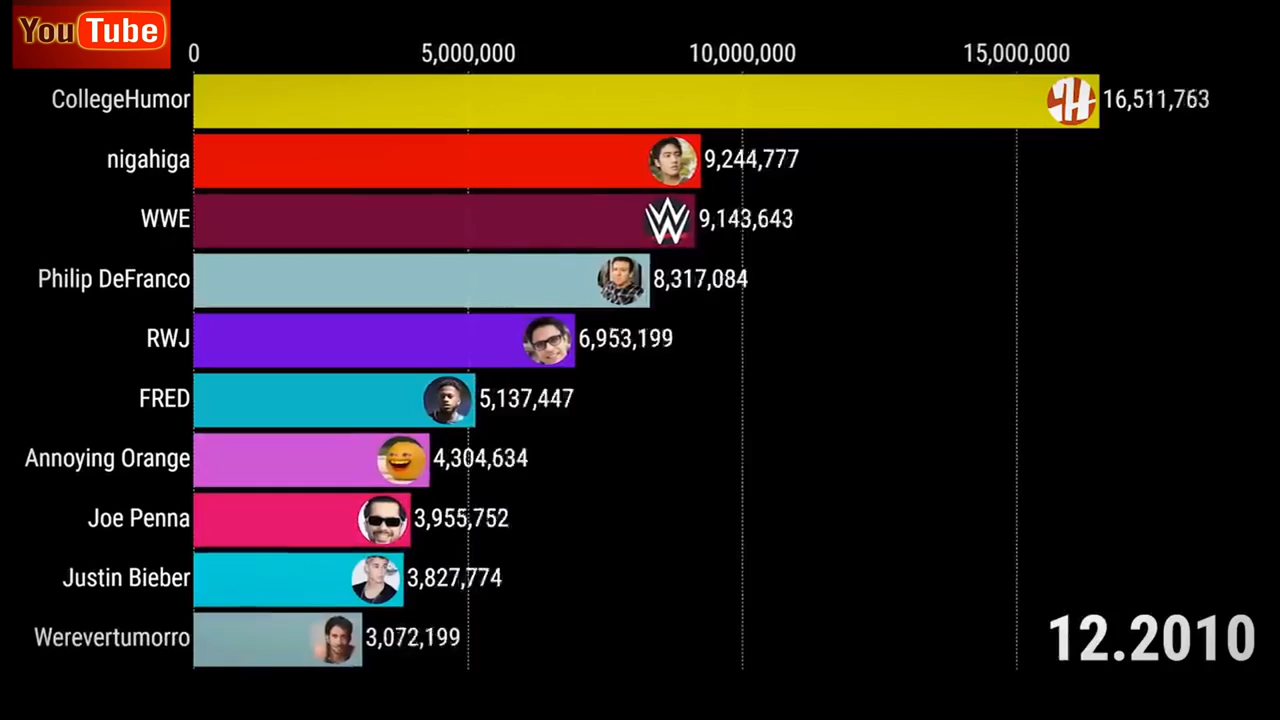 YouTube
0 5,000,000 10,000,000 15,000,000
CollegeHumor 16,511,763
nigahiga 9,244,777
WWE 9,143,643
Philip DeFranco 8,317,084
RWJ 6,953,199
FRED 5,137,447
Annoying Orange 4,304,634
Joe Penna 3,955,752
Justin Bieber 3,827,774
Werevertumorro 3,072,199
12.2010